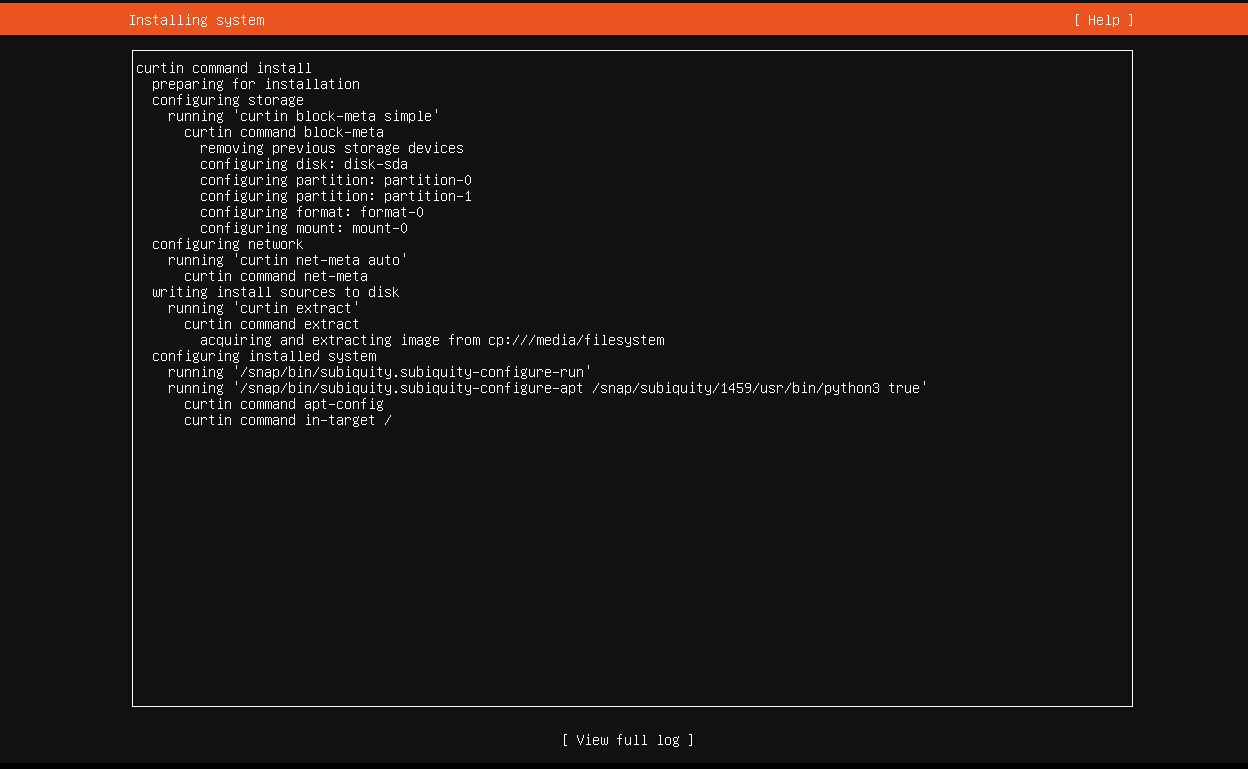 Installing system [ Help ]
curtin command install
preparing for installation
configuring storage
running 'curtin block-meta simple'
curtin command block-meta
removing previous storage devices
configuring disk: disk-sda
configuring partition: partition-0
configuring partition: partition-1
configuring format: format-0
configuring mount: mount-0
configuring network
running 'curtin net-meta auto'
curtin command net-meta
writing install sources to disk
running 'curtin extract'
curtin command extract
acquiring and extracting image from cp:///media/filesystem
configuring installed system
running '/snap/bin/subiquity.subiquity-configure-run'
running '/snap/bin/subiquity.subiquity-configure-apt /snap/subiquity/1459/usr/bin/python3 true'
curtin command apt-config
curtin command in-target /
[ View full log ]